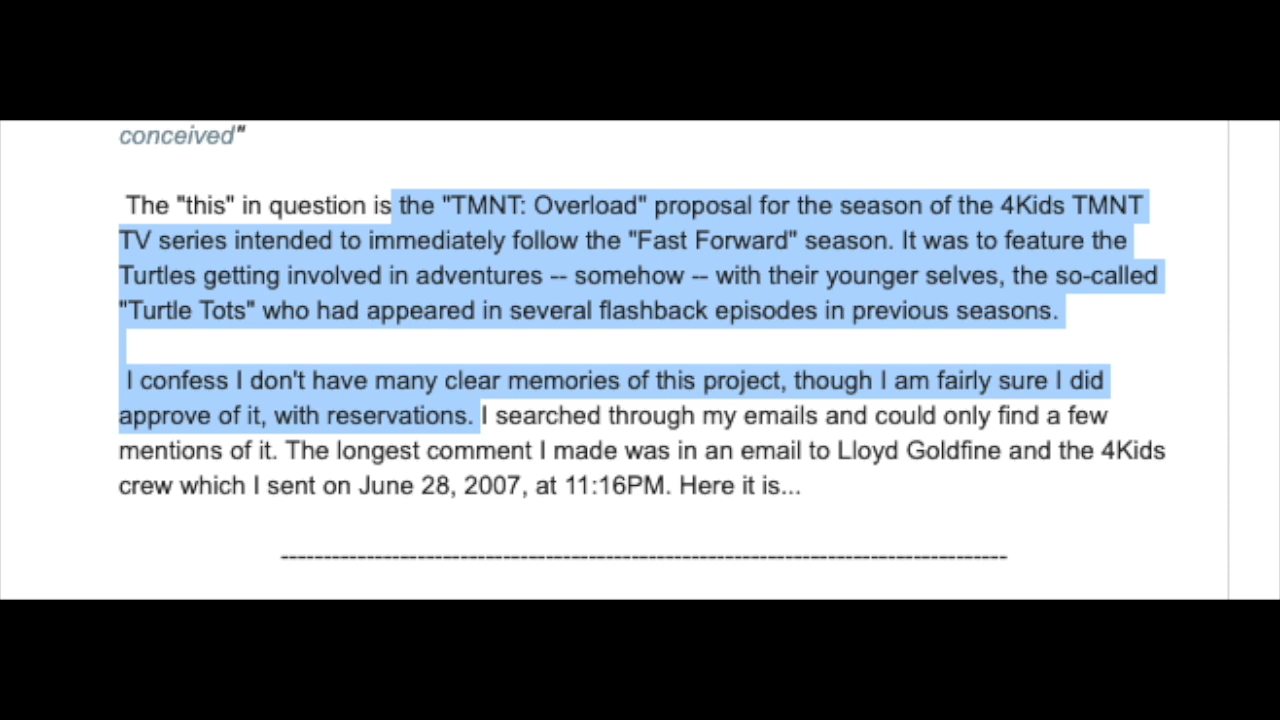 conceived"
The "this" in question is the "TMNT: Overload" proposal for the season of the 4Kids TMNT
TV series intended to immediately follow the "Fast Forward" season. It was to feature the
Turtles getting involved in adventures -- somehow -- with their younger selves, the so-called
"Turtle Tots" who had appeared in several flashback episodes in previous seasons.
I confess I don't have many clear memories of this project, though I am fairly sure I did
approve of it, with reservations. I searched through my emails and could only find a few
mentions of it. The longest comment I made was in an email to Lloyd Goldfine and the 4Kids
crew which I sent on June 28, 2007, at 11:16PM. Here it is...
--------------------------------------------------------------------------------